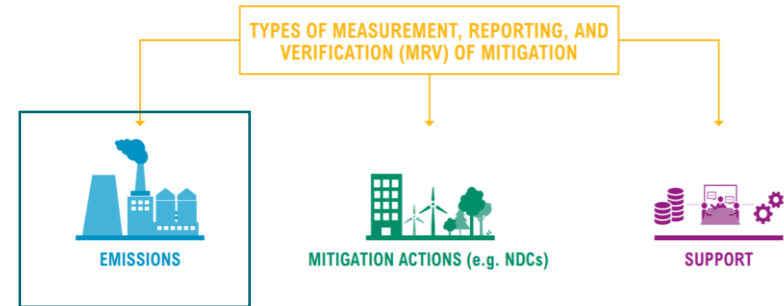 TYPES OF MEASUREMENT, REPORTING, AND
VERIFICATION (MRV) OF MITIGATION
EMISSIONS
MITIGATION ACTIONS (e.g. NDCs)
SUPPORT